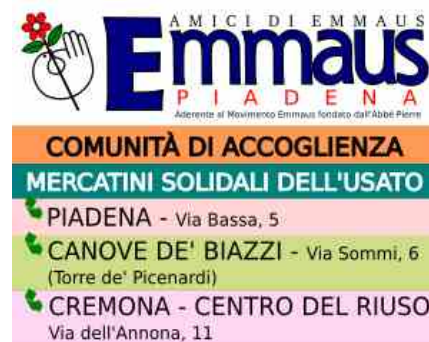 AMICI DI EMMAUS
Emmaus
PIADENA
Aderente al Movimento Emmaus fondato dall'Abbé Pierre
COMUNITÀ DI ACCOGLIENZA
MERCATINI SOLIDALI DELL'USATO
PIADENA - Via Bassa, 5
CANOVE DE' BIAZZI - Via Sommi, 6
(Torre de' Picenardi)
CREMONA - CENTRO DEL RIUSO
Via dell'Annona, 11